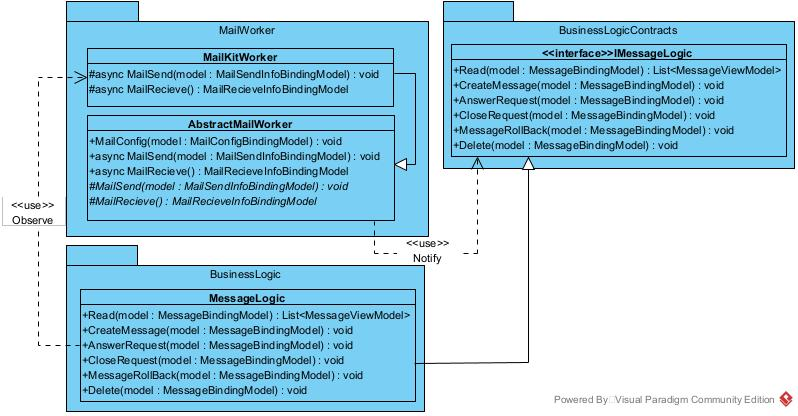 MailWorker
MailKitWorker
#async MailSend(model : MailSendInfoBindingModel) : void
#async MailRecieve() : MailRecieveInfoBindingModel
AbstractMailWorker
+MailConfig(model : MailConfigBindingModel) : void
+async MailSend(model : MailSendInfoBindingModel) : void
+async MailRecieve() : MailRecieveInfoBindingModel
#MailSend(model : MailSendInfoBindingModel) : void
#MailRecieve() : MailRecieveInfoBindingModel
BusinessLogicContracts
<<interface>>IMessageLogic
+Read(model : MessageBindingModel) : List<MessageViewModel>
+CreateMessage(model : MessageBindingModel) : void
+AnswerRequest(model : MessageBindingModel) : void
+CloseRequest(model : MessageBindingModel) : void
+MessageRollBack(model : MessageBindingModel) : void
+Delete(model : MessageBindingModel) : void
<<use>>
Observe
<<use>>
Notify
BusinessLogic
MessageLogic
+Read(model : MessageBindingModel) : List<MessageViewModel>
+CreateMessage(model : MessageBindingModel) : void
+AnswerRequest(model : MessageBindingModel) : void
+CloseRequest(model : MessageBindingModel) : void
+MessageRollBack(model : MessageBindingModel) : void
+Delete(model : MessageBindingModel) : void
Powered By Visual Paradigm Community Edition